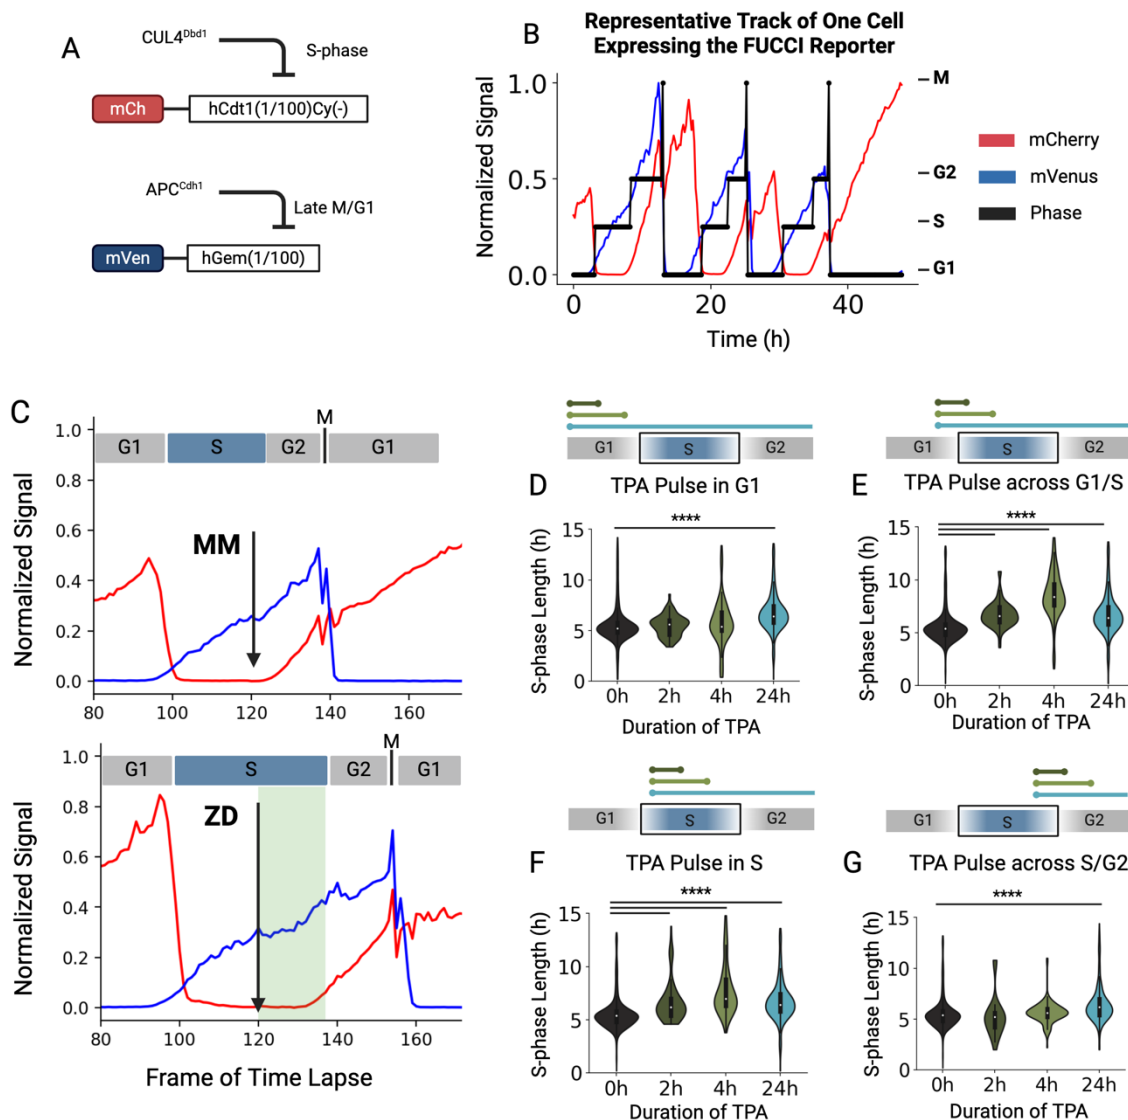 A
CUL4Dbd1
S-phase
mCh
hCdt1(1/100)Cy(-)
APCCdh1
Late M/G1
mVen
hGem(1/100)
B
Representative Track of One Cell
Expressing the FUCCI Reporter
Normalized Signal
1.0
0.5
0.0
0
20
40
Time (h)
M
G2
S
G1
mCherry
mVenus
Phase
C
M
G1
S
G2
G1
MM
Normalized Signal
1.0
0.8
0.6
0.4
0.2
0.0
80
100
120
140
160
M
G1
S
G2
G1
ZD
Normalized Signal
1.0
0.8
0.6
0.4
0.2
0.0
80
100
120
140
160
Frame of Time Lapse
G1
S
G2
D
TPA Pulse in G1
****
S-phase Length (h)
15
10
5
0
0h
2h
4h
24h
Duration of TPA
G1
S
G2
E
TPA Pulse across G1/S
****
S-phase Length (h)
15
10
5
0
0h
2h
4h
24h
Duration of TPA
G1
S
G2
F
TPA Pulse in S
****
S-phase Length (h)
15
10
5
0
0h
2h
4h
24h
Duration of TPA
G1
S
G2
G
TPA Pulse across S/G2
****
S-phase Length (h)
15
10
5
0
0h
2h
4h
24h
Duration of TPA